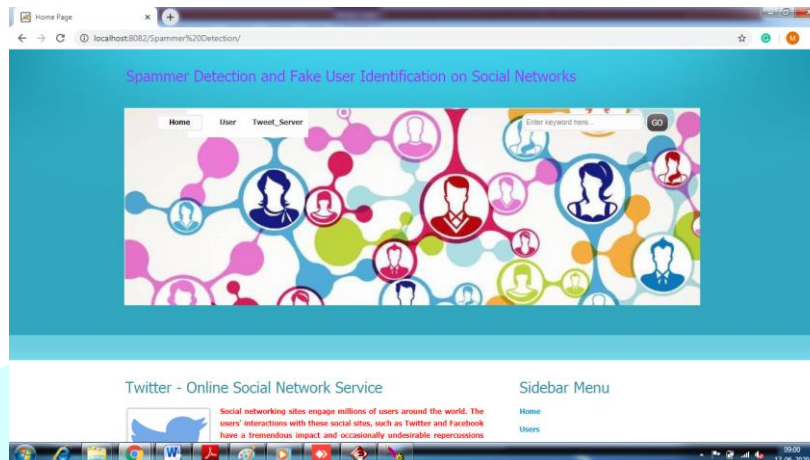 Home Page
localhost:8082/Spammer%20Detection/
M
Spammer Detection and Fake User Identification on Social Networks
Home User Tweet_Server
Enter keyword here...
GO
Twitter - Online Social Network Service
Social networking sites engage millions of users around the world. The
users' interactions with these social sites, such as Twitter and Facebook
have a tremendous impact and occasionally undesirable repercussions
Sidebar Menu
Home
Users
09:00